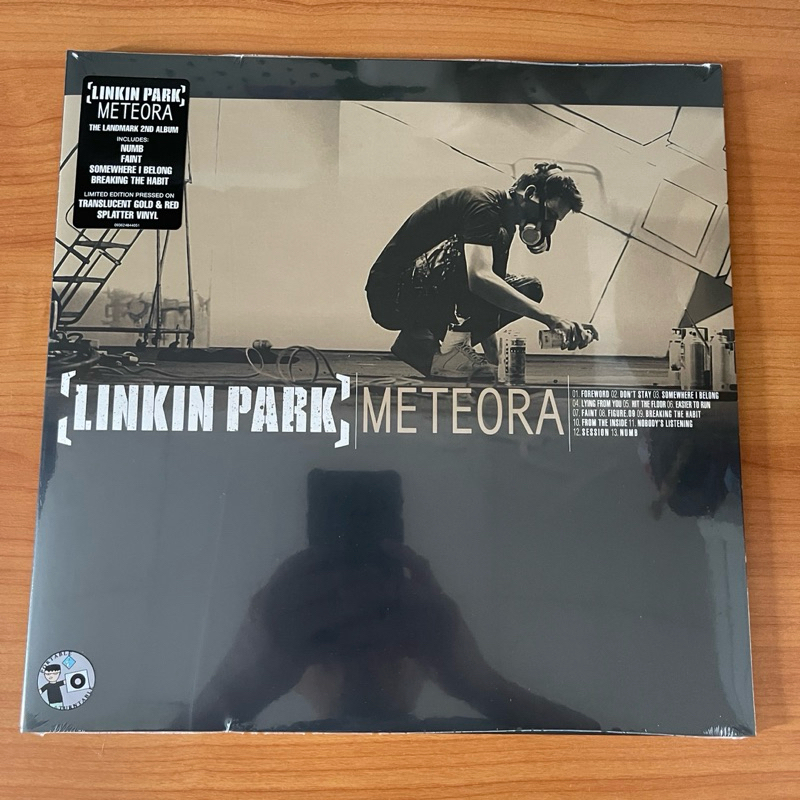 [LINKIN PARK]
METEORA
THE LANDMARK 2ND ALBUM
INCLUDES:
NUMB
FAINT
SOMEWHERE I BELONG
BREAKING THE HABIT
LIMITED EDITION PRESSED ON
TRANSLUCENT GOLD & RED
SPLATTER VINYL
[LINKIN PARK]
METEORA
01. FOREWORD 02. DON'T STAY 03. SOMEWHERE I BELONG
04. LYING FROM YOU 05. HIT THE FLOOR 06. EASIER TO RUN
07. FAINT 08. FIGURE.09 09. BREAKING THE HABIT
10. FROM THE INSIDE 11. NOBODY'S LISTENING
12. SESSION 13. NUMB